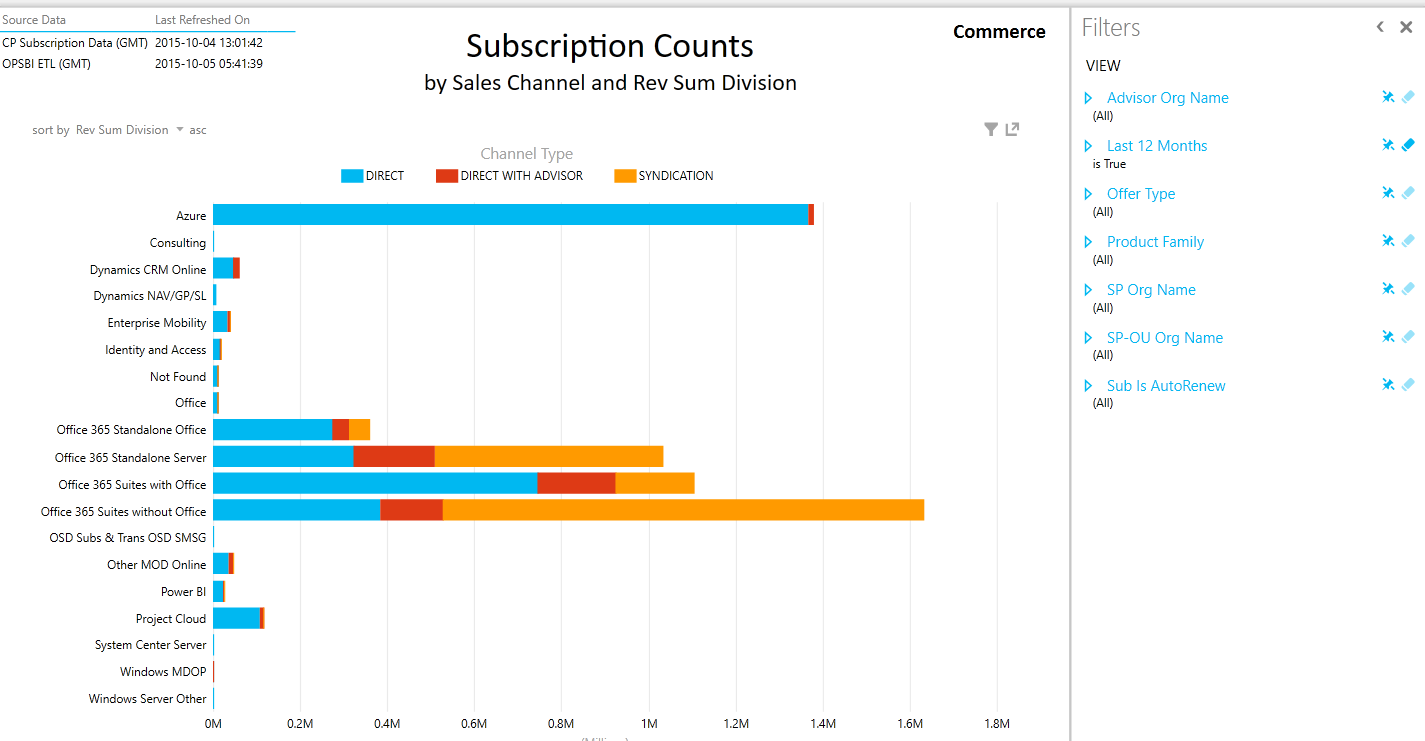 Source Data Last Refreshed On
CP Subscription Data (GMT) 2015-10-04 13:01:42
OPSBI ETL (GMT) 2015-10-05 05:41:39
Subscription Counts
by Sales Channel and Rev Sum Division
Commerce
sort by Rev Sum Division asc
Channel Type
DIRECT DIRECT WITH ADVISOR SYNDICATION
Azure
Consulting
Dynamics CRM Online
Dynamics NAV/GP/SL
Enterprise Mobility
Identity and Access
Not Found
Office
Office 365 Standalone Office
Office 365 Standalone Server
Office 365 Suites with Office
Office 365 Suites without Office
OSD Subs & Trans OSD SMSG
Other MOD Online
Power BI
Project Cloud
System Center Server
Windows MDOP
Windows Server Other
0M 0.2M 0.4M 0.6M 0.8M 1M 1.2M 1.4M 1.6M 1.8M
Filters
VIEW
Advisor Org Name
(All)
Last 12 Months
is True
Offer Type
(All)
Product Family
(All)
SP Org Name
(All)
SP-OU Org Name
(All)
Sub Is AutoRenew
(All)